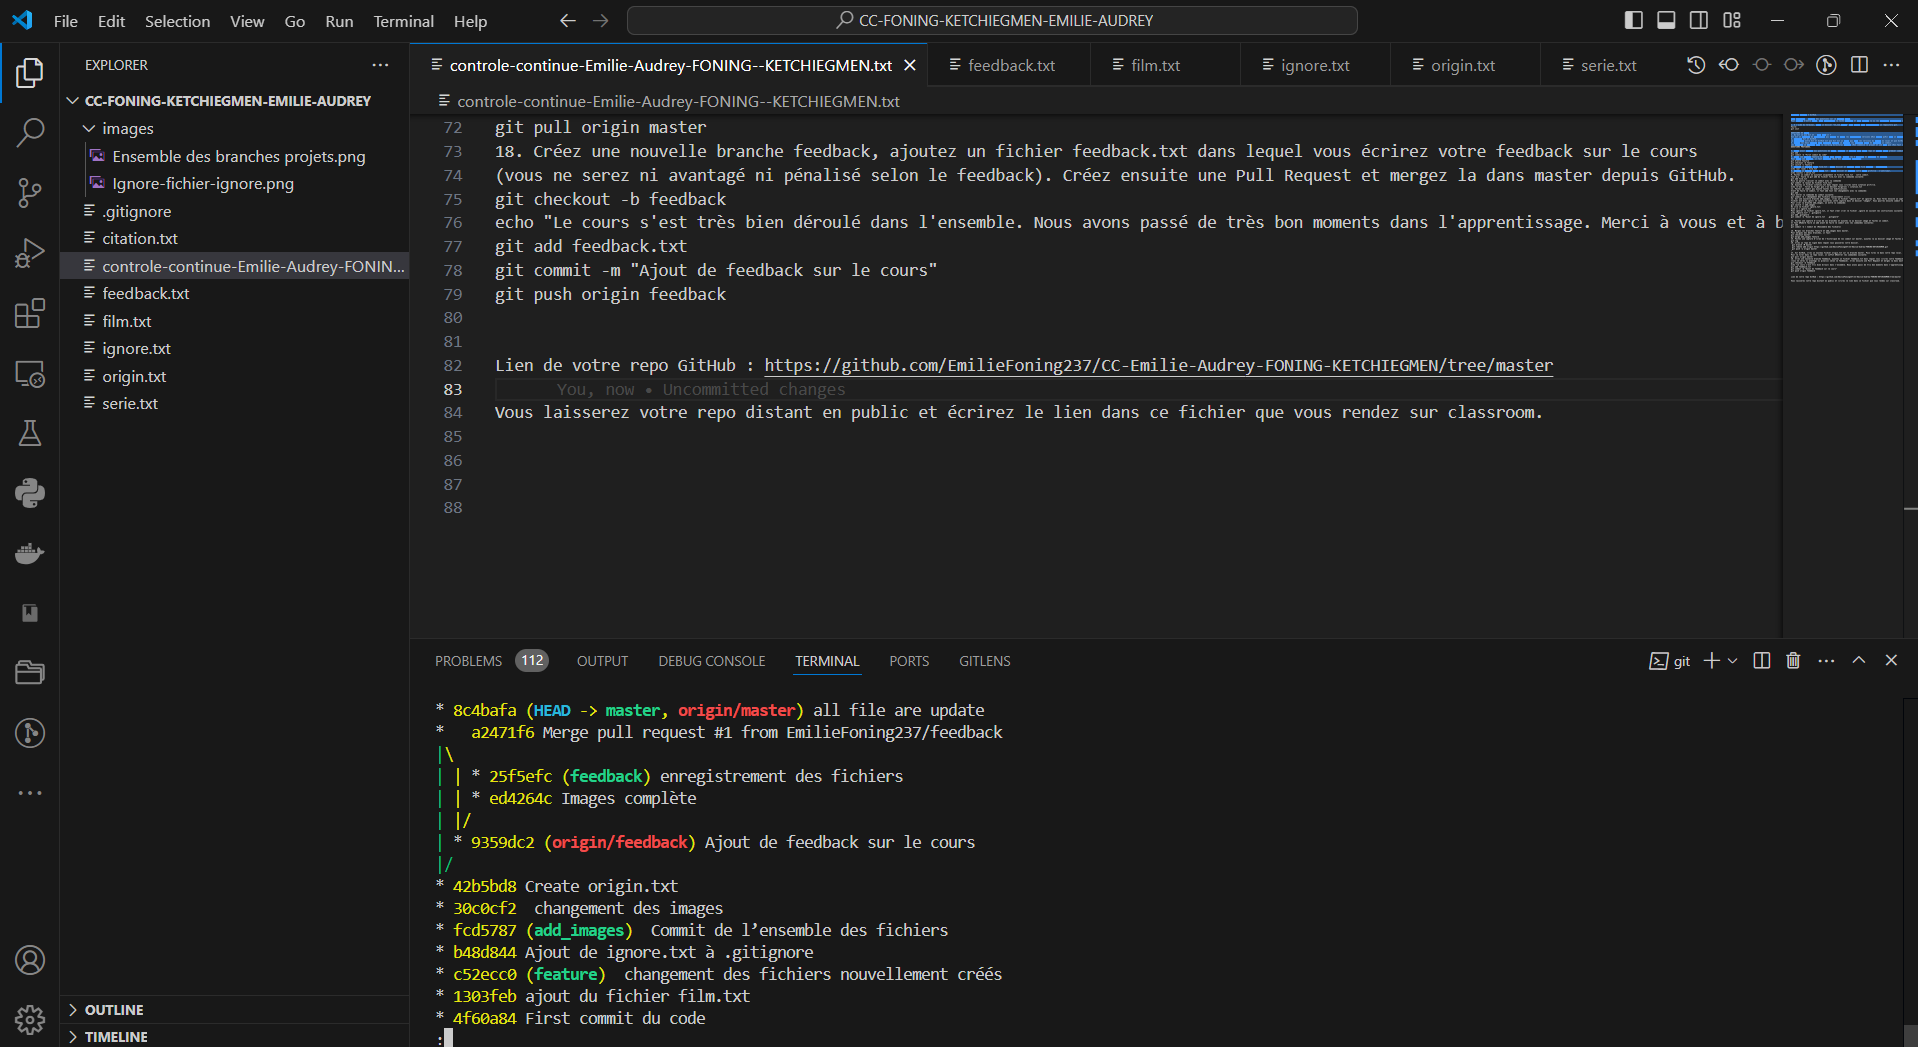 File Edit Selection View Go Run Terminal Help
CC-FONING-KETCHIEGMEN-EMILIE-AUDREY
EXPLORER
CC-FONING-KETCHIEGMEN-EMILIE-AUDREY
images
Ensemble des branches projets.png
Ignore-fichier-ignore.png
.gitignore
citation.txt
controle-continue-Emilie-Audrey-FONIN...
feedback.txt
film.txt
ignore.txt
origin.txt
serie.txt
OUTLINE
TIMELINE
controle-continue-Emilie-Audrey-FONING--KETCHIEGMEN.txt feedback.txt film.txt ignore.txt origin.txt serie.txt
controle-continue-Emilie-Audrey-FONING--KETCHIEGMEN.txt
72 git pull origin master
73 18. Créez une nouvelle branche feedback, ajoutez un fichier feedback.txt dans lequel vous écrirez votre feedback sur le cours
74 (vous ne serez ni avantagé ni pénalisé selon le feedback). Créez ensuite une Pull Request et mergez la dans master depuis GitHub.
75 git checkout -b feedback
76 echo "Le cours s'est très bien déroulé dans l'ensemble. Nous avons passé de très bon moments dans l'apprentissage. Merci à vous et à b
77 git add feedback.txt
78 git commit -m "Ajout de feedback sur le cours"
79 git push origin feedback
80
81
82 Lien de votre repo GitHub : https://github.com/EmilieFoning237/CC-Emilie-Audrey-FONING-KETCHIEGMEN/tree/master
83 You, now • Uncommitted changes
84 Vous laisserez votre repo distant en public et écrirez le lien dans ce fichier que vous rendez sur classroom.
85
86
87
88
PROBLEMS 112 OUTPUT DEBUG CONSOLE TERMINAL PORTS GITLENS git
* 8c4bafa (HEAD -> master, origin/master) all file are update
*   a2471f6 Merge pull request #1 from EmilieFoning237/feedback
|\
| | * 25f5efc (feedback) enregistrement des fichiers
| | * ed4264c Images complète
| |/
| * 9359dc2 (origin/feedback) Ajout de feedback sur le cours
|/
* 42b5bd8 Create origin.txt
* 30c0cf2  changement des images
* fcd5787 (add_images)  Commit de l’ensemble des fichiers
* b48d844 Ajout de ignore.txt à .gitignore
* c52ecc0 (feature)  changement des fichiers nouvellement créés
* 1303feb ajout du fichier film.txt
* 4f60a84 First commit du code
: